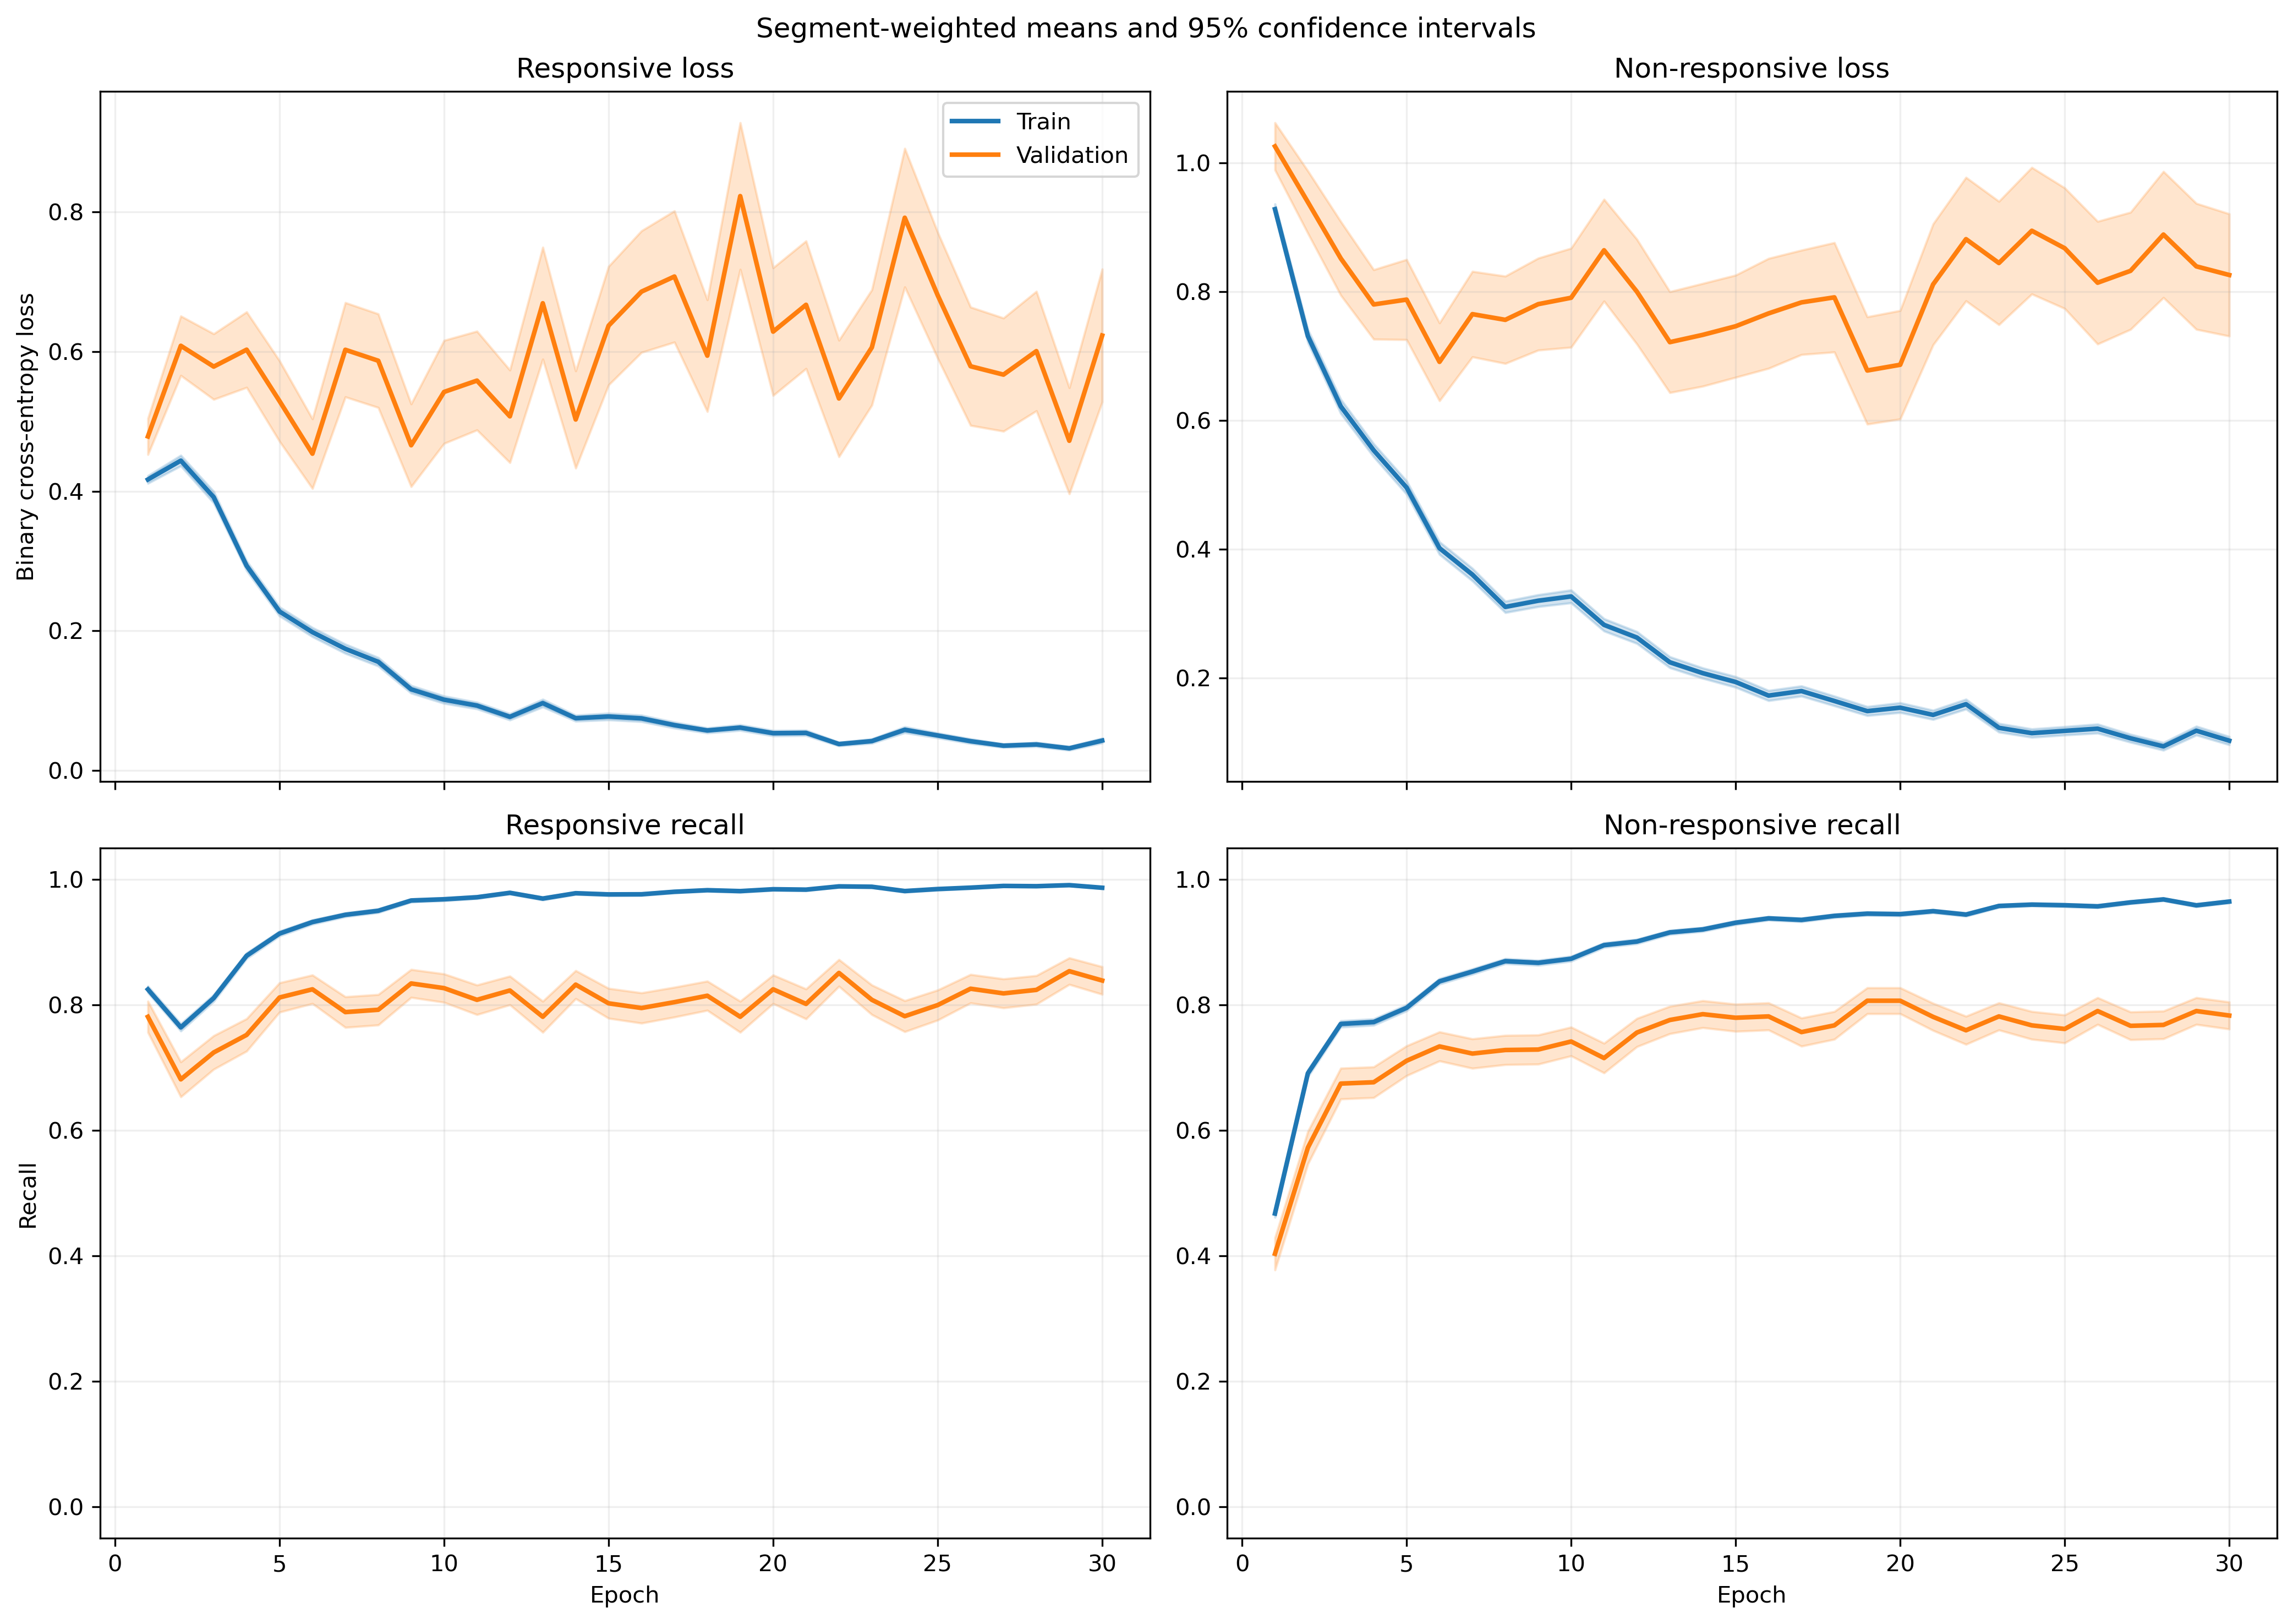 Segment-weighted means and 95% confidence intervals
Responsive loss
Non-responsive loss
Train
Validation
Binary cross-entropy loss
0.8
0.6
0.4
0.2
0.0
1.0
0.8
0.6
0.4
0.2
Responsive recall
Non-responsive recall
Recall
1.0
0.8
0.6
0.4
0.2
0.0
0 5 10 15 20 25 30
Epoch
1.0
0.8
0.6
0.4
0.2
0.0
0 5 10 15 20 25 30
Epoch